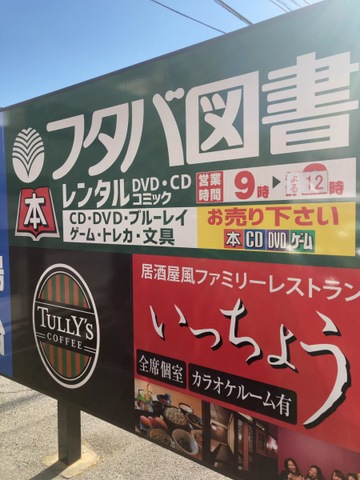 フタバ図書
本
レンタル DVD・CD コミック
営業時間 9時 よる12時
CD・DVD・ブルーレイ
ゲーム・トレカ・文具
お売り下さい
本 CD DVD ゲーム
TULLY'S
COFFEE
居酒屋風ファミリーレストラン
いっちょう
全席個室 カラオケルーム有